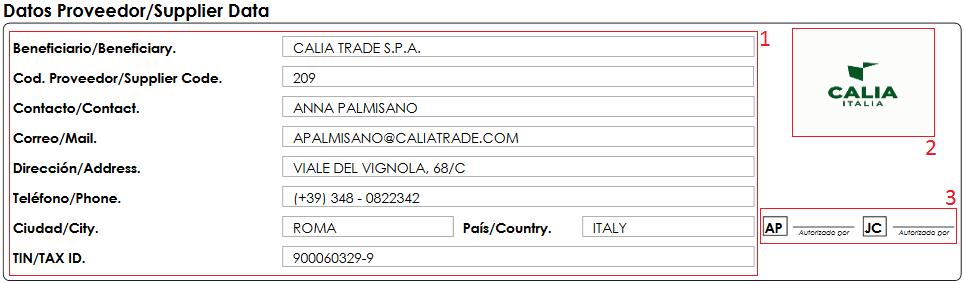 Datos Proveedor/Supplier Data
Beneficiario/Beneficiary. CALIA TRADE S.P.A. 1
Cod. Proveedor/Supplier Code. 209
Contacto/Contact. ANNA PALMISANO
CALIA
ITALIA
Correo/Mail. APALMISANO@CALIATRADE.COM 2
Dirección/Address. VIALE DEL VIGNOLA, 68/C
Teléfono/Phone. (+39) 348 - 0822342 3
Ciudad/City. ROMA País/Country. ITALY AP Autorizado por JC Autorizado por
TIN/TAX ID. 900060329-9